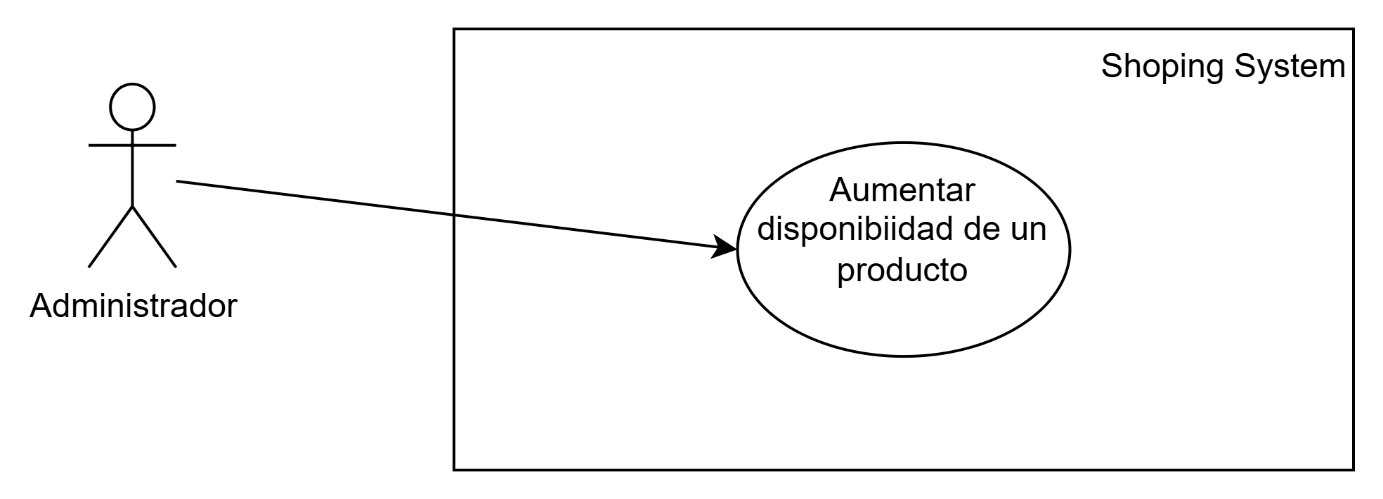 Shoping System
Aumentar
disponibiidad de un
producto
Administrador